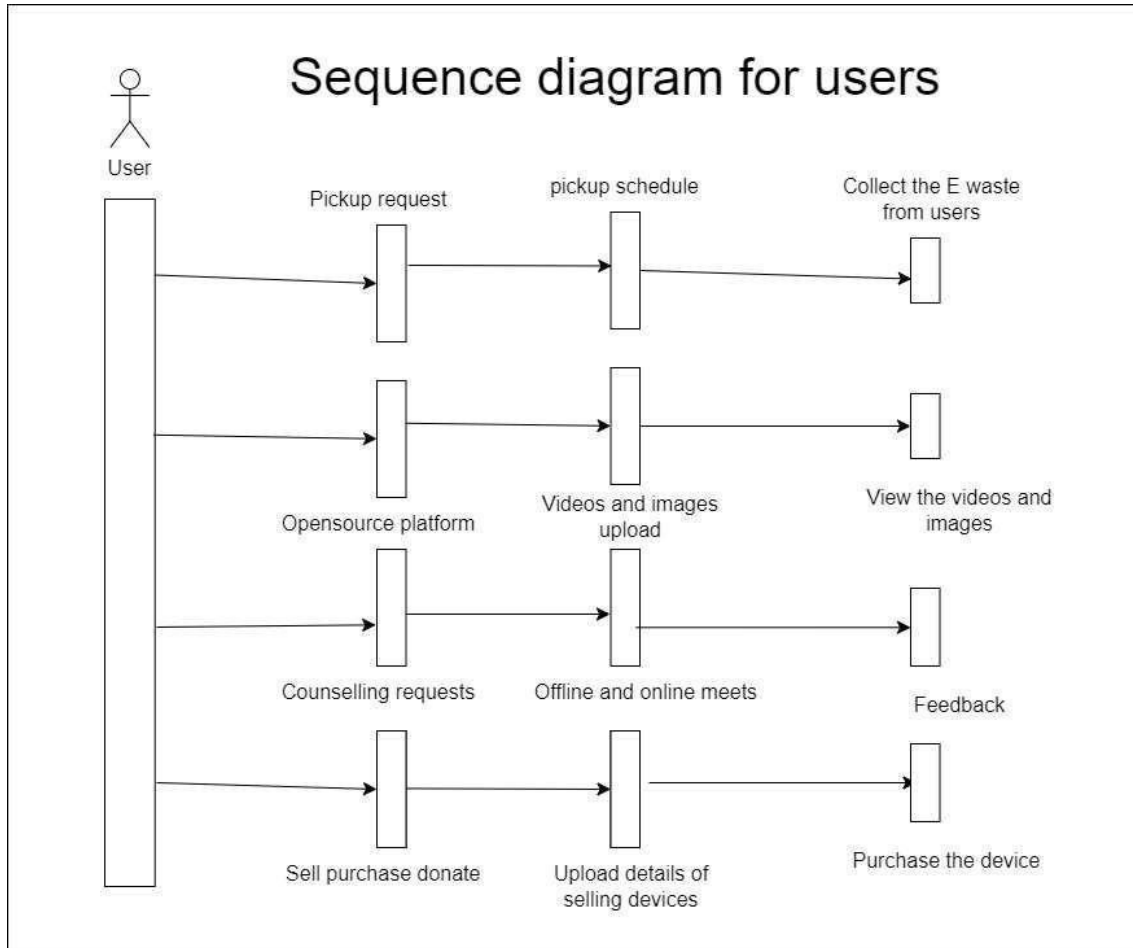 Sequence diagram for users
User
Pickup request
pickup schedule
Collect the E waste
from users
Opensource platform
Videos and images
upload
View the videos and
images
Counselling requests
Offline and online meets
Feedback
Sell purchase donate
Upload details of
selling devices
Purchase the device